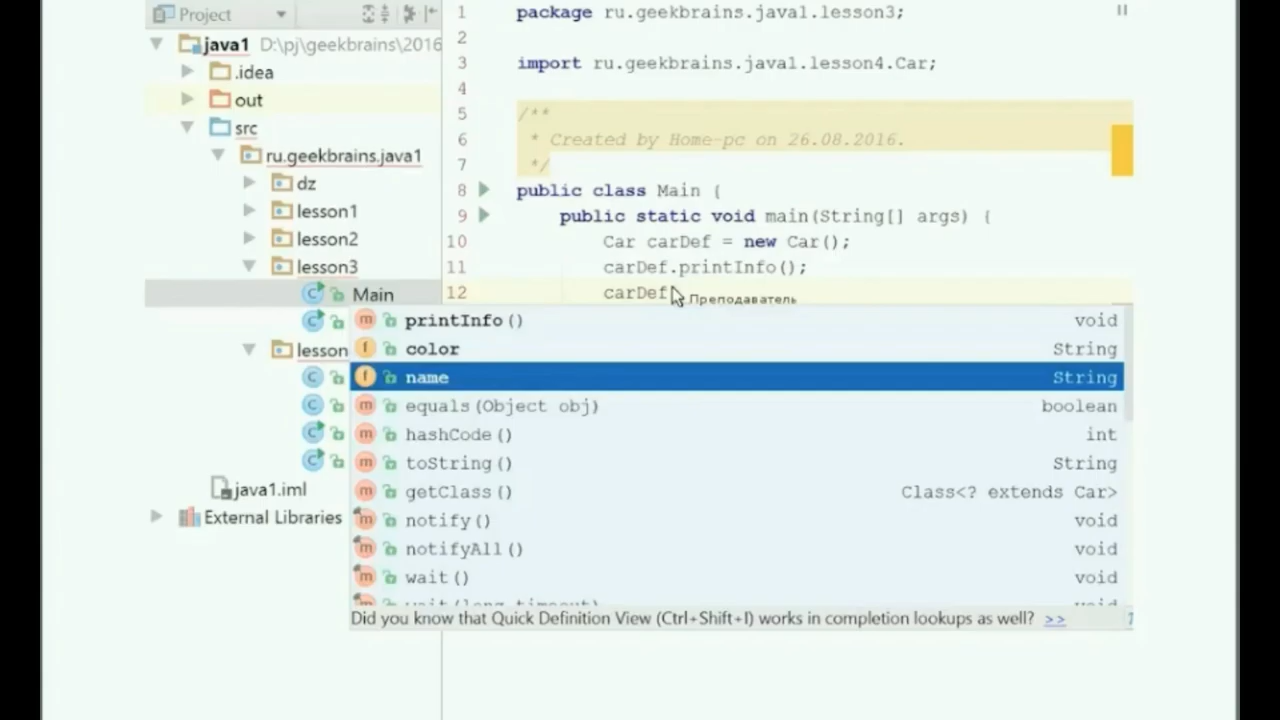 Project
java1 D:\pj\geekbrains\2016
.idea
out
src
ru.geekbrains.java1
dz
lesson1
lesson2
lesson3
Main
lesson
java1.iml
External Libraries
1 package ru.geekbrains.java1.lesson3;
2
3 import ru.geekbrains.java1.lesson4.Car;
4
5 /**
6 * Created by Home-pc on 26.08.2016.
7 */
8 public class Main {
9 public static void main(String[] args) {
10 Car carDef = new Car();
11 carDef.printInfo();
12 carDef
Преподаватель
m printInfo() void
f color String
f name String
m equals(Object obj) boolean
m hashCode() int
m toString() String
m getClass() Class<? extends Car>
m notify() void
m notifyAll() void
m wait() void
m wait(long timeout) void
Did you know that Quick Definition View (Ctrl+Shift+I) works in completion lookups as well? >>